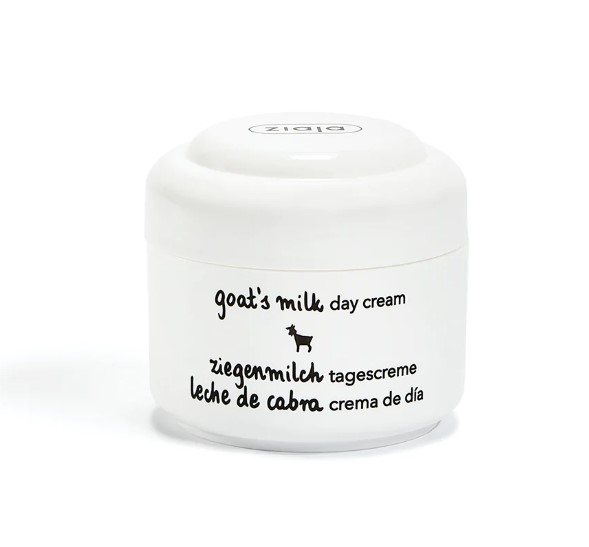 ziaja
goat's milk day cream
ziegenmilch tagescreme
leche de cabra crema de día